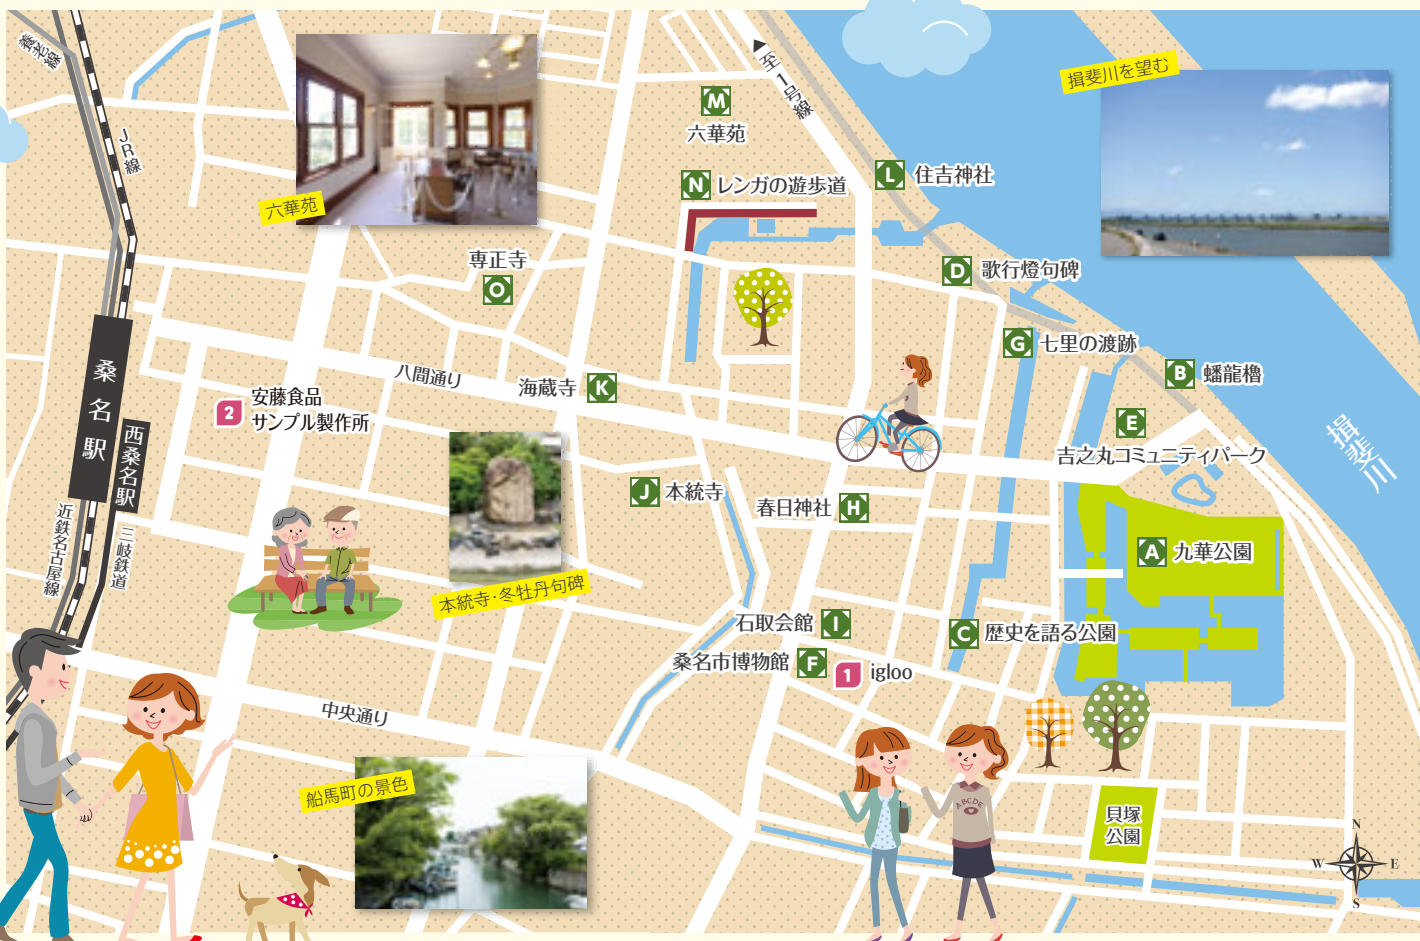 養老線
JR線
六華苑
至1号線
M
六華苑
N
レンガの遊歩道
L
住吉神社
揖斐川を望む
専正寺
O
D
歌行燈句碑
G
七里の渡跡
B
蟠龍櫓
E
吉之丸コミュニティパーク
揖斐川
桑名駅
西桑名駅
近鉄名古屋線
三岐鉄道
2
安藤食品
サンプル製作所
八間通り
海蔵寺
K
J
本統寺
春日神社
H
A
九華公園
本統寺・冬牡丹句碑
石取会館
I
桑名市博物館
F
1
igloo
C
歴史を語る公園
中央通り
船馬町の景色
ABCDE
貝塚
公園
N
W
E
S